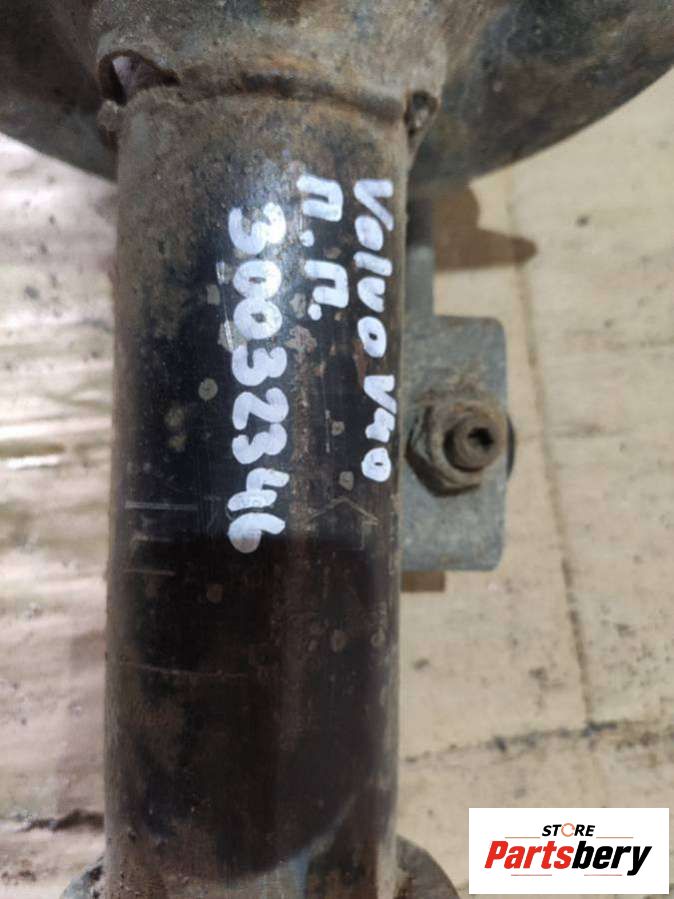 Volvo V40
П.П.
30032346
STORE
Partsbery